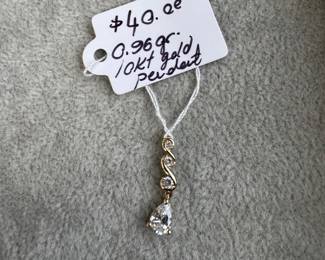 $40.00
0.96gr.
10kt gold
pendant